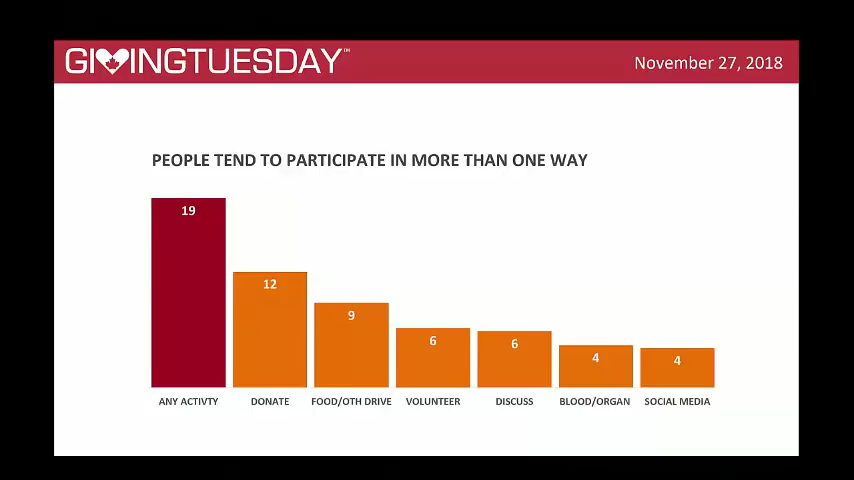 GIVINGTUESDAY™
November 27, 2018
PEOPLE TEND TO PARTICIPATE IN MORE THAN ONE WAY
19
12
9
6
6
4
4
ANY ACTIVTY DONATE FOOD/OTH DRIVE VOLUNTEER DISCUSS BLOOD/ORGAN SOCIAL MEDIA